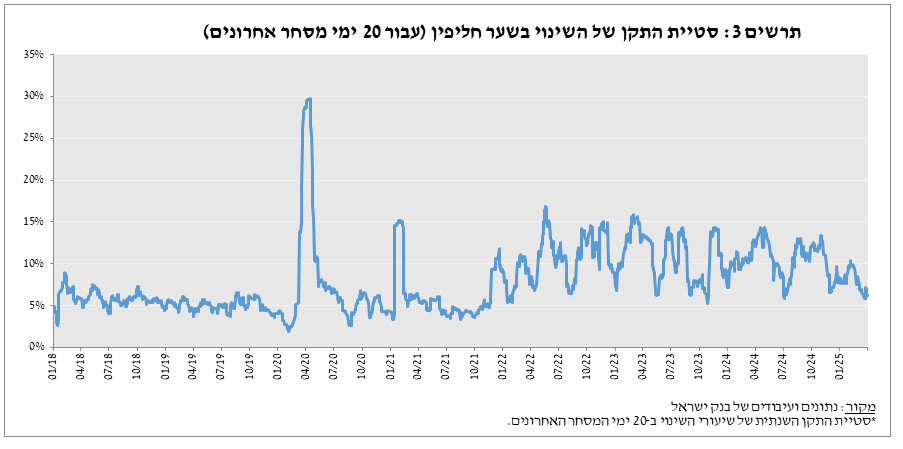 תרשים 3 : סטיית התקן של השינוי בשער חליפין (עבור 20 ימי מסחר אחרונים)
35%
30%
25%
20%
15%
10%
5%
0%
01/18 04/18 07/18 10/18 01/19 04/19 07/19 10/19 01/20 04/20 07/20 10/20 01/21 04/21 07/21 10/21 01/22 04/22 07/22 10/22 01/23 04/23 07/23 10/23 01/24 04/24 07/24 10/24 01/25
מקור : נתונים ועיבודים של בנק ישראל
*סטיית התקן השנתית של שיעורי השינוי ב-20 ימי המסחר האחרונים.